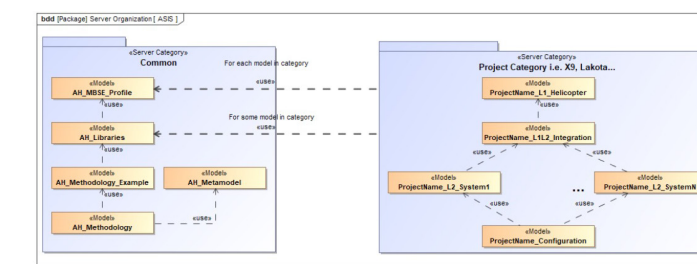 bdd [Package] Server Organization [ ASIS ]
«Server Category»
Common
For each model in category
«use»
For some model in category
«use»
«Model»
AH_MBSE_Profile
«use»
«Model»
AH_Libraries
«use»
«Model»
AH_Methodology_Example
«Model»
AH_Metamodel
«use»
«Model»
AH_Methodology
«use»
«Server Category»
Project Category i.e. X9, Lakota...
«Model»
ProjectName_L1_Helicopter
«use»
«Model»
ProjectName_L1L2_Integration
«use»
«use»
«Model»
ProjectName_L2_System1
...
«Model»
ProjectName_L2_SystemN
«use»
«use»
«Model»
ProjectName_Configuration